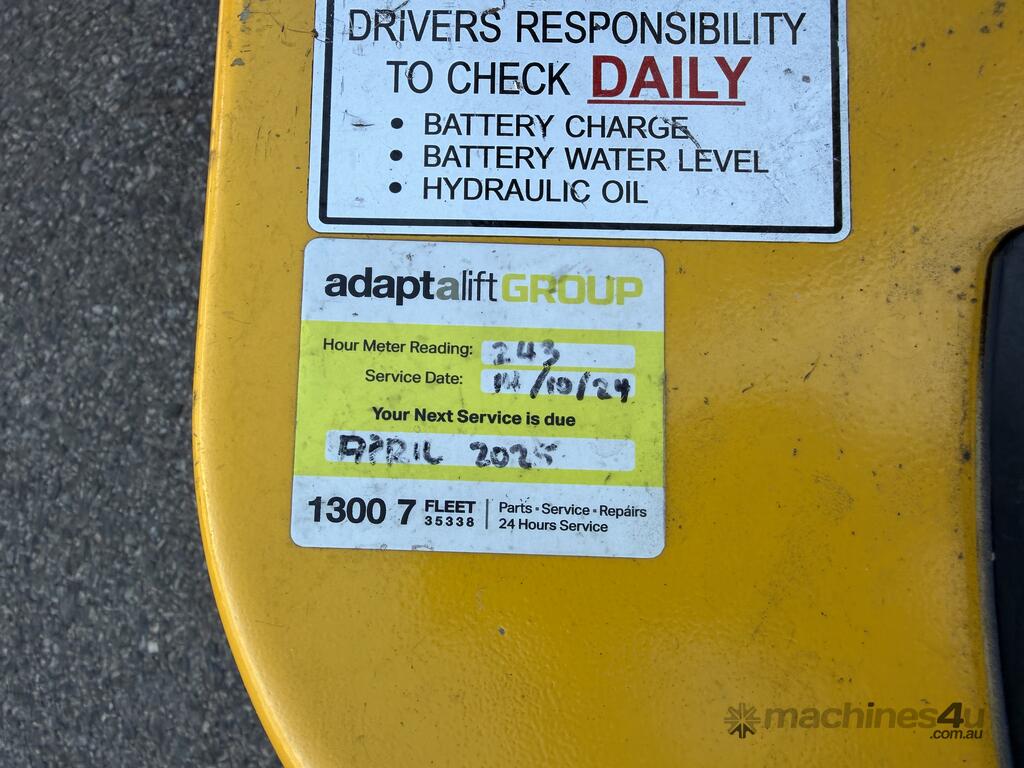 DRIVERS RESPONSIBILITY
TO CHECK DAILY
• BATTERY CHARGE
• BATTERY WATER LEVEL
• HYDRAULIC OIL
adaptaliftGROUP
Hour Meter Reading: 243
Service Date: 14/10/24
Your Next Service is due
APRIL 2025
1300 7 FLEET
35338
Parts • Service • Repairs
24 Hours Service
machines4u
.com.au